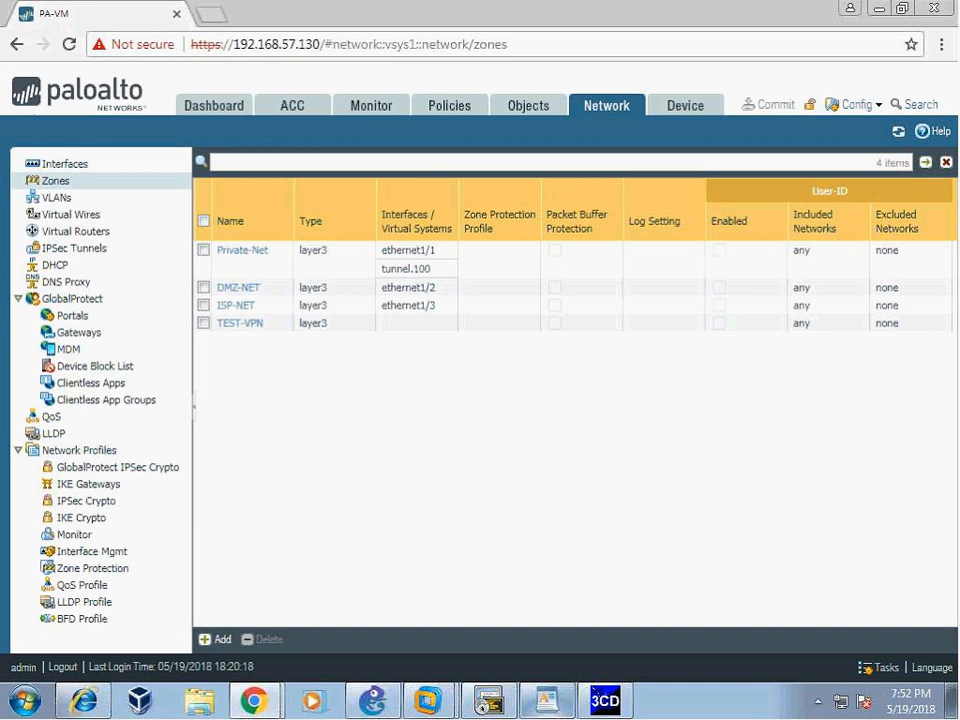 PA-VM
Not secure | https://192.168.57.130/#network::vsys1::network/zones
paloalto
NETWORKS
Dashboard ACC Monitor Policies Objects Network Device Commit Config Search
Help
Interfaces
Zones
VLANs
Virtual Wires
Virtual Routers
IPSec Tunnels
DHCP
DNS Proxy
GlobalProtect
Portals
Gateways
MDM
Device Block List
Clientless Apps
Clientless App Groups
QoS
LLDP
Network Profiles
GlobalProtect IPSec Crypto
IKE Gateways
IPSec Crypto
IKE Crypto
Monitor
Interface Mgmt
Zone Protection
QoS Profile
LLDP Profile
BFD Profile
4 items
User-ID
Name Type Interfaces / Virtual Systems Zone Protection Profile Packet Buffer Protection Log Setting Enabled Included Networks Excluded Networks
Private-Net layer3 ethernet1/1 any none
tunnel.100
DMZ-NET layer3 ethernet1/2 any none
ISP-NET layer3 ethernet1/3 any none
TEST-VPN layer3 any none
Add Delete
admin | Logout | Last Login Time: 05/19/2018 18:20:18 Tasks | Language
3CD
7:52 PM
5/19/2018